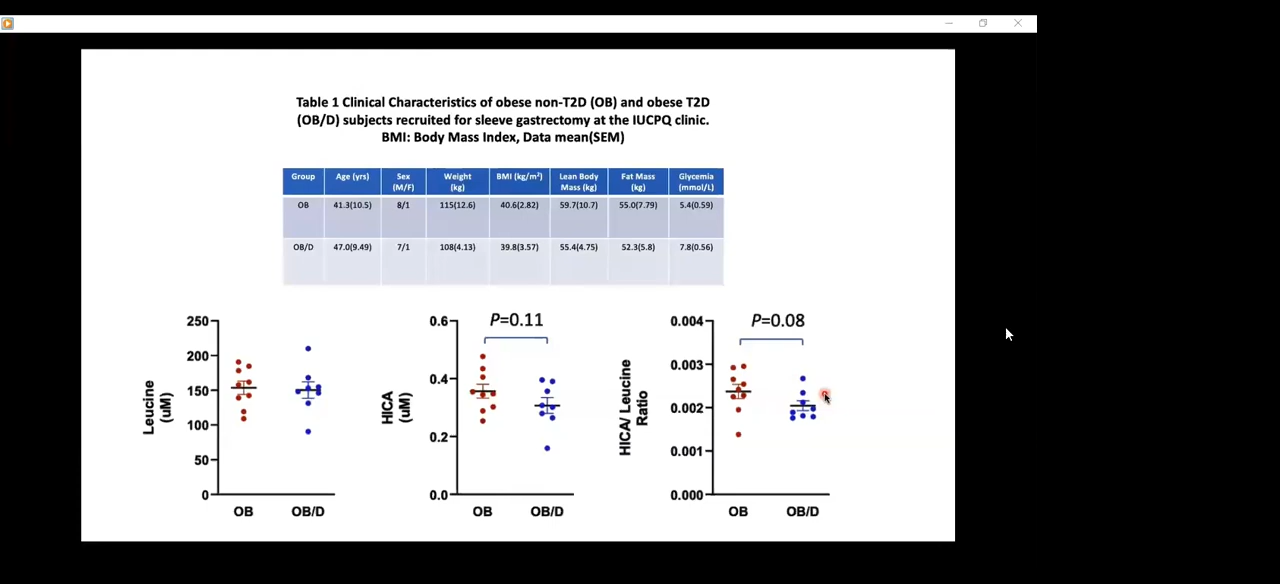 Table 1 Clinical Characteristics of obese non-T2D (OB) and obese T2D
(OB/D) subjects recruited for sleeve gastrectomy at the IUCPQ clinic.
BMI: Body Mass Index, Data mean(SEM)
Group Age (yrs) Sex (M/F) Weight (kg) BMI (kg/m²) Lean Body Mass (kg) Fat Mass (kg) Glycemia (mmol/L)
OB 41.3(10.5) 8/1 115(12.6) 40.6(2.82) 59.7(10.7) 55.0(7.79) 5.4(0.59)
OB/D 47.0(9.49) 7/1 108(4.13) 39.8(3.57) 55.4(4.75) 52.3(5.8) 7.8(0.56)
Leucine
(uM)
250
200
150
100
50
0
OB OB/D
HICA
(uM)
P=0.11
0.6
0.4
0.2
0.0
OB OB/D
HICA/ Leucine
Ratio
P=0.08
0.004
0.003
0.002
0.001
0.000
OB OB/D